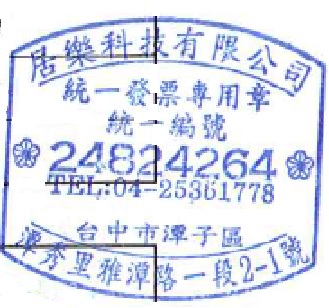 居樂科技有限公司
統一發票專用章
統一編號
24824264
TEL:04-25361778
台中市潭子區
潭秀里雅潭路一段2-1號